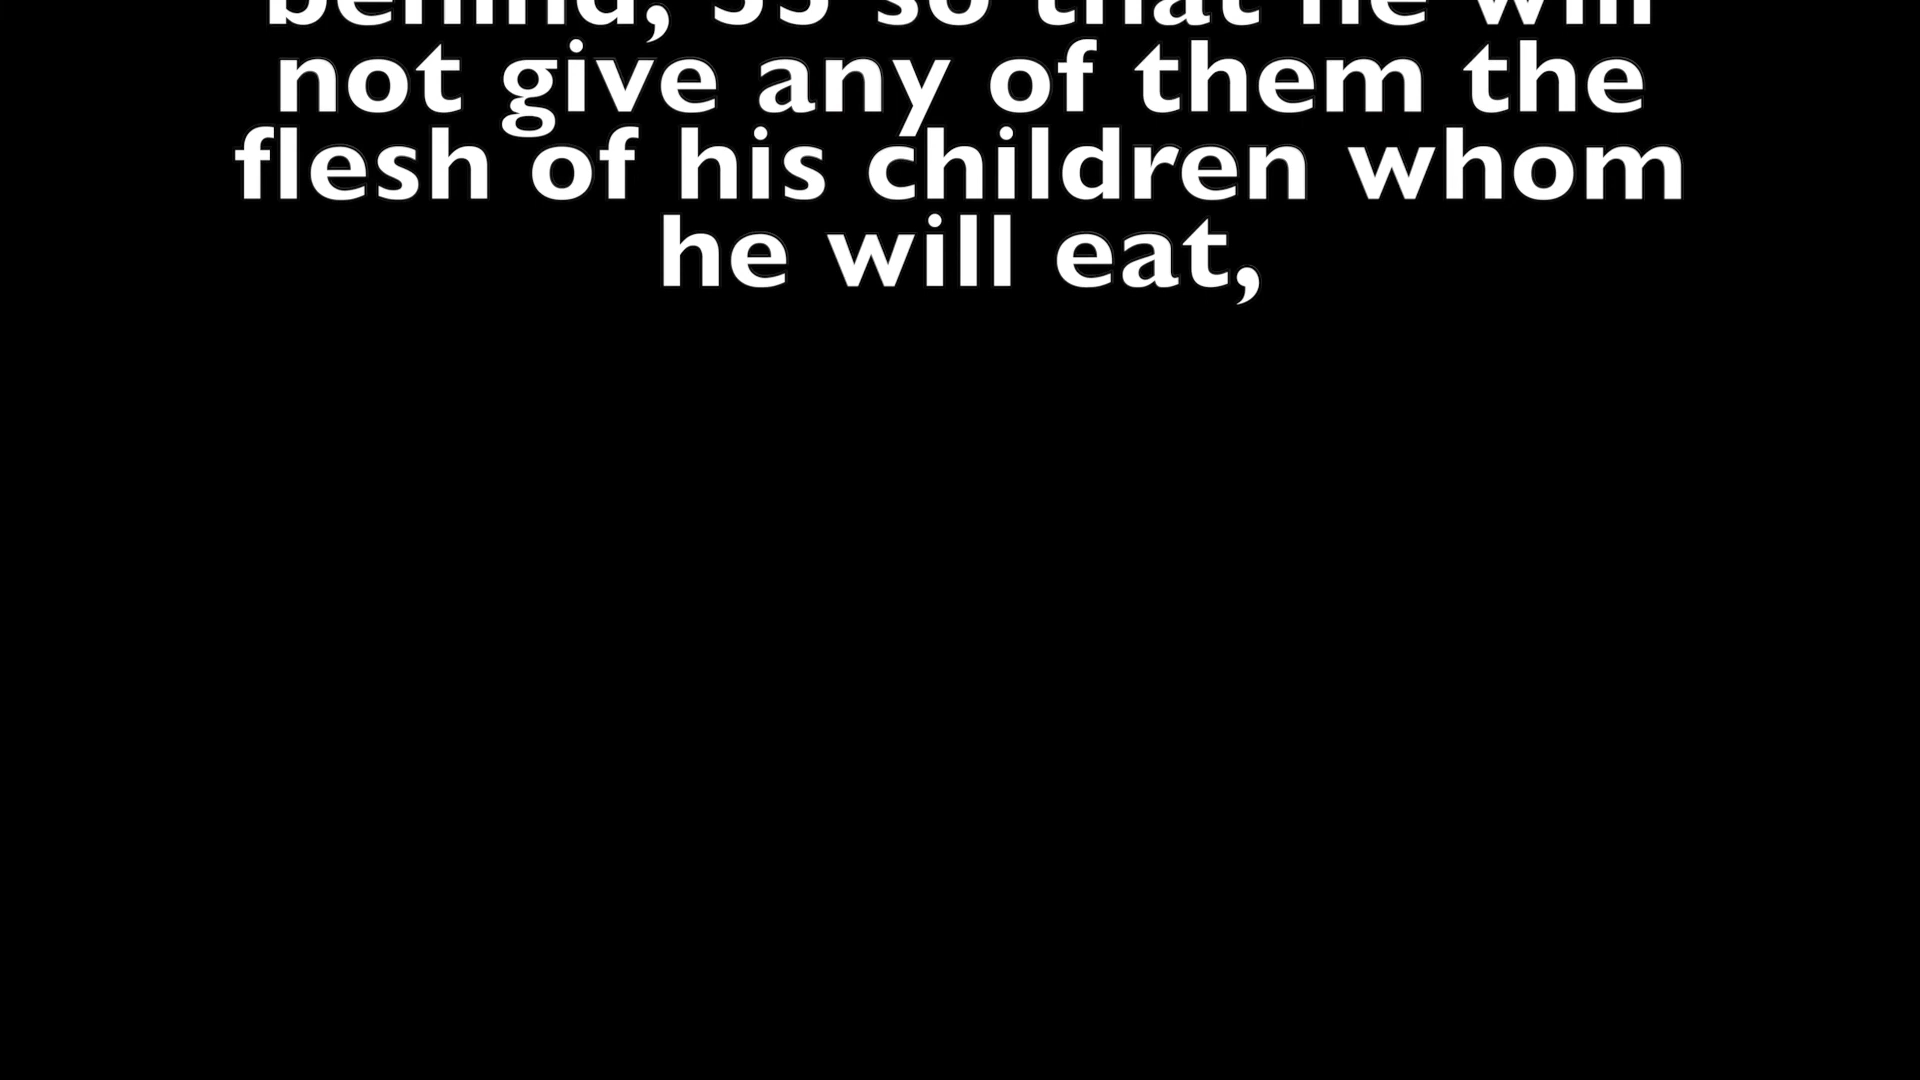 behind, 55 so that he will
not give any of them the
flesh of his children whom
he will eat,